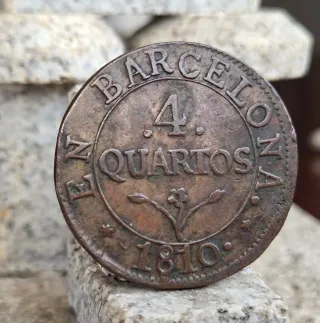 EN BARCELONA.
.4.
QUARTOS
1810.